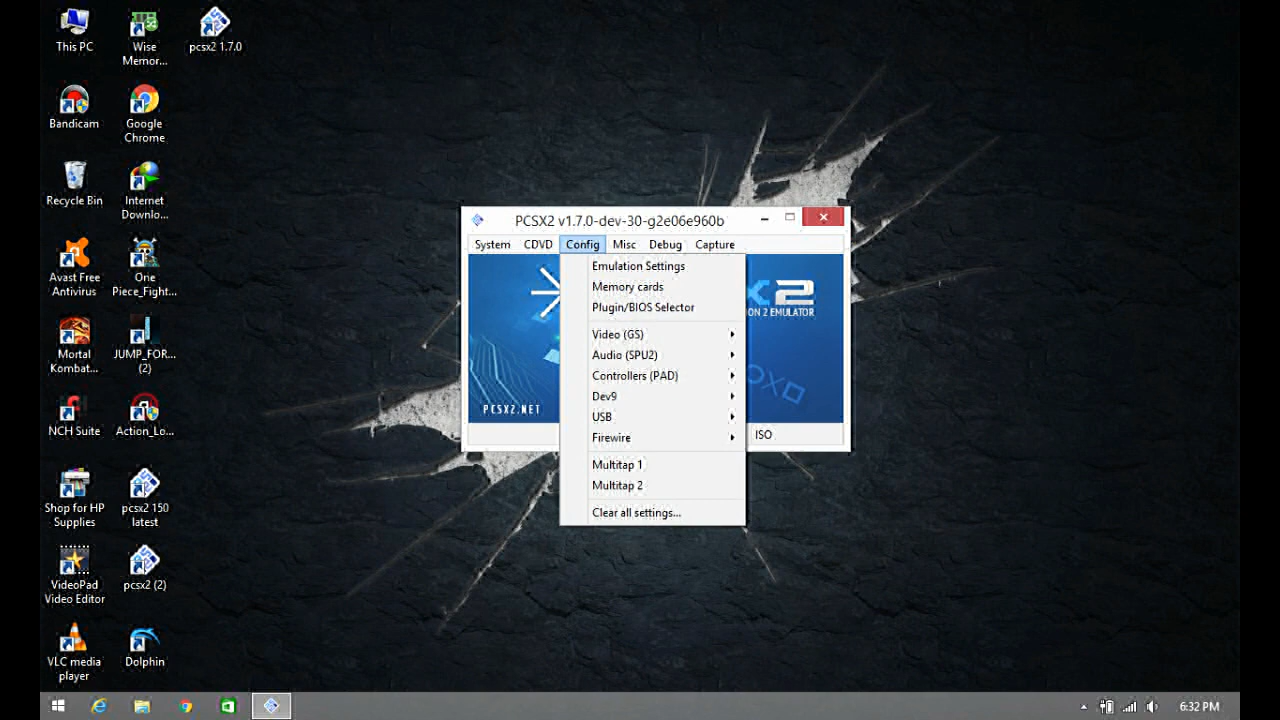 This PC
Wise
Memor...
pcsx2 1.7.0
Bandicam
Google
Chrome
Recycle Bin
Internet
Downlo...
Avast Free
Antivirus
One
Piece_Fight...
Mortal
Kombat...
JUMP_FOR...
(2)
NCH Suite
Action_Lo...
Shop for HP
Supplies
pcsx2 150
latest
VideoPad
Video Editor
pcsx2 (2)
VLC media
player
Dolphin
PCSX2 v1.7.0-dev-30-g2e06e960b
System CDVD Config Misc Debug Capture
Emulation Settings
Memory cards
Plugin/BIOS Selector
Video (GS)
Audio (SPU2)
Controllers (PAD)
Dev9
USB
Firewire
Multitap 1
Multitap 2
Clear all settings...
X2
ION 2 EMULATOR
PCSX2.NET
ISO
6:32 PM